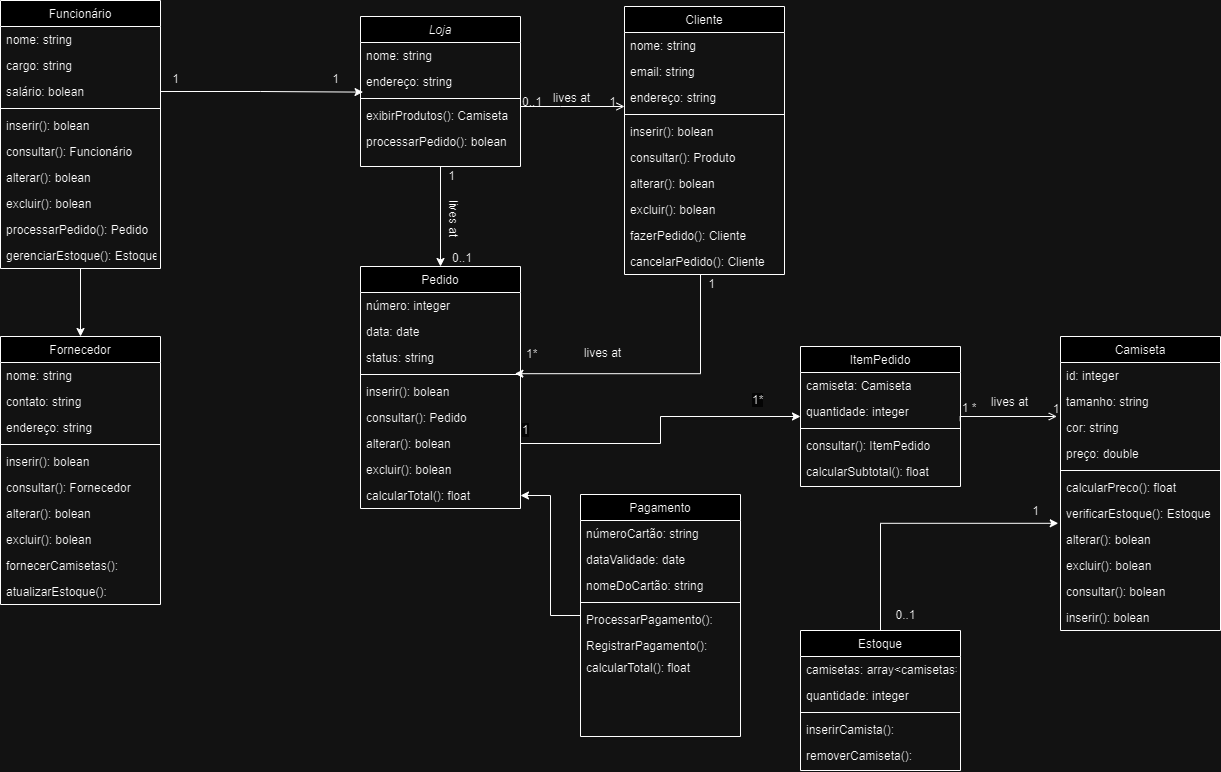 Funcionário
nome: string
cargo: string
salário: bolean
inserir(): bolean
consultar(): Funcionário
alterar(): bolean
excluir(): bolean
processarPedido(): Pedido
gerenciarEstoque(): Estoque
1
1
Loja
nome: string
endereço: string
exibirProdutos(): Camiseta
processarPedido(): bolean
0..1
lives at
1
Cliente
nome: string
email: string
endereço: string
inserir(): bolean
consultar(): Produto
alterar(): bolean
excluir(): bolean
fazerPedido(): Cliente
cancelarPedido(): Cliente
1
lives at
0..1
1
lives at
1*
Fornecedor
nome: string
contato: string
endereço: string
inserir(): bolean
consultar(): Fornecedor
alterar(): bolean
excluir(): bolean
fornecerCamisetas():
atualizarEstoque():
Pedido
número: integer
data: date
status: string
inserir(): bolean
consultar(): Pedido
alterar(): bolean
excluir(): bolean
calcularTotal(): float
1
1*
ItemPedido
camiseta: Camiseta
quantidade: integer
consultar(): ItemPedido
calcularSubtotal(): float
1 *
lives at
1
Camiseta
id: integer
tamanho: string
cor: string
preço: double
calcularPreco(): float
verificarEstoque(): Estoque
alterar(): bolean
excluir(): bolean
consultar(): bolean
inserir(): bolean
Pagamento
númeroCartão: string
dataValidade: date
nomeDoCartão: string
ProcessarPagamento():
RegistrarPagamento():
calcularTotal(): float
1
0..1
Estoque
camisetas: array<camisetas>
quantidade: integer
inserirCamista():
removerCamiseta():